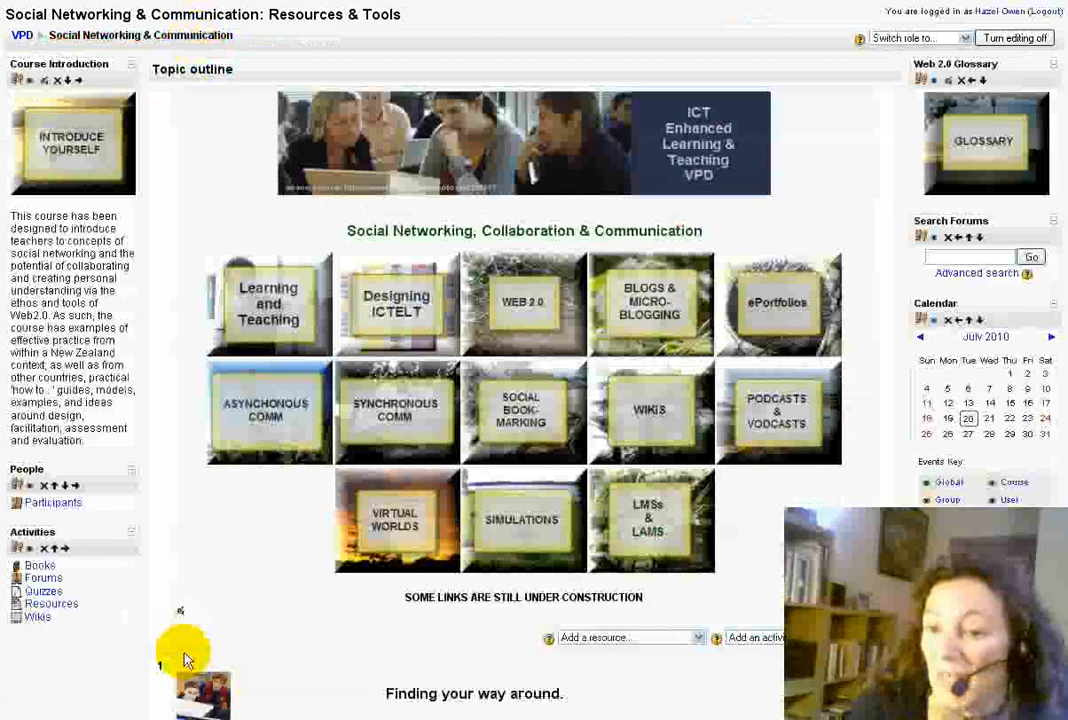 Social Networking & Communication: Resources & Tools
You are logged in as Hazel Owen (Logout)
VPD ► Social Networking & Communication
Switch role to...
Turn editing off
Course Introduction
INTRODUCE
YOURSELF
This course has been
designed to introduce
teachers to concepts of
social networking and the
potential of collaborating
and creating personal
understanding via the
ethos and tools of
Web2.0. As such, the
course has examples of
effective practice from
within a New Zealand
context, as well as from
other countries, practical
'how to..' guides, models,
examples, and ideas
around design,
facilitation, assessment
and evaluation.
People
Participants
Activities
Books
Forums
Quizzes
Resources
Wikis
Topic outline
ICT
Enhanced
Learning &
Teaching
VPD
Social Networking, Collaboration & Communication
Learning
and
Teaching
Designing
ICTELT
WEB 2.0
BLOGS &
MICRO-
BLOGGING
ePortfolios
ASYNCHONOUS
COMM
SYNCHRONOUS
COMM
SOCIAL
BOOK-
MARKING
WIKIS
PODCASTS
&
VODCASTS
VIRTUAL
WORLDS
SIMULATIONS
LMSs
&
LAMS
SOME LINKS ARE STILL UNDER CONSTRUCTION
Add a resource...
Add an activ
1
Finding your way around.
Web 2.0 Glossary
GLOSSARY
Search Forums
Go
Advanced search
Calendar
July 2010
Sun Mon Tue Wed Thu Fri Sat
1 2 3
4 5 6 7 8 9 10
11 12 13 14 15 16 17
18 19 20 21 22 23 24
25 26 27 28 29 30 31
Events Key:
Global
Course
Group
User